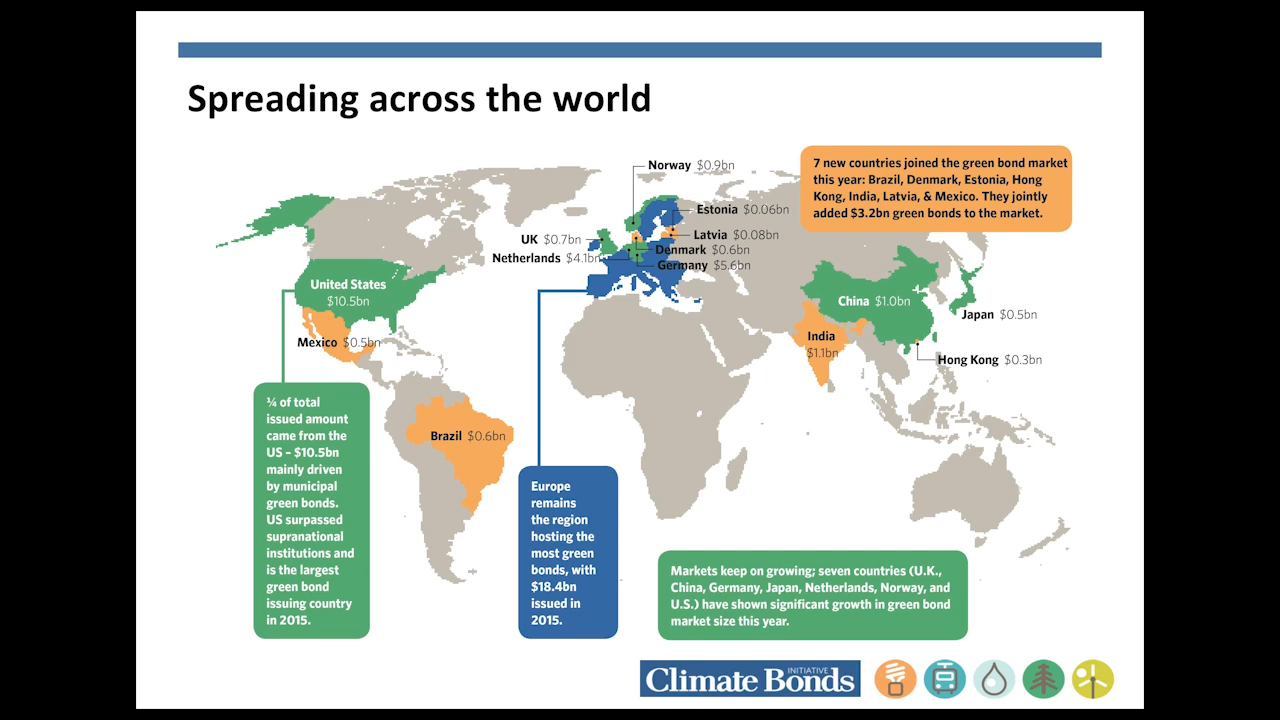 Spreading across the world
7 new countries joined the green bond market
this year: Brazil, Denmark, Estonia, Hong
Kong, India, Latvia, & Mexico. They jointly
added $3.2bn green bonds to the market.
Norway $0.9bn
Estonia $0.06bn
Latvia $0.08bn
UK $0.7bn
Denmark $0.6bn
Netherlands $4.1bn
Germany $5.6bn
United States
$10.5bn
China $1.0bn
Japan $0.5bn
Mexico $0.5bn
India
$1.1bn
Hong Kong $0.3bn
Brazil $0.6bn
¼ of total
issued amount
came from the
US – $10.5bn
mainly driven
by municipal
green bonds.
US surpassed
supranational
institutions and
is the largest
green bond
issuing country
in 2015.
Europe
remains
the region
hosting the
most green
bonds, with
$18.4bn
issued in
2015.
Markets keep on growing; seven countries (U.K.,
China, Germany, Japan, Netherlands, Norway, and
U.S.) have shown significant growth in green bond
market size this year.
Climate Bonds INITIATIVE